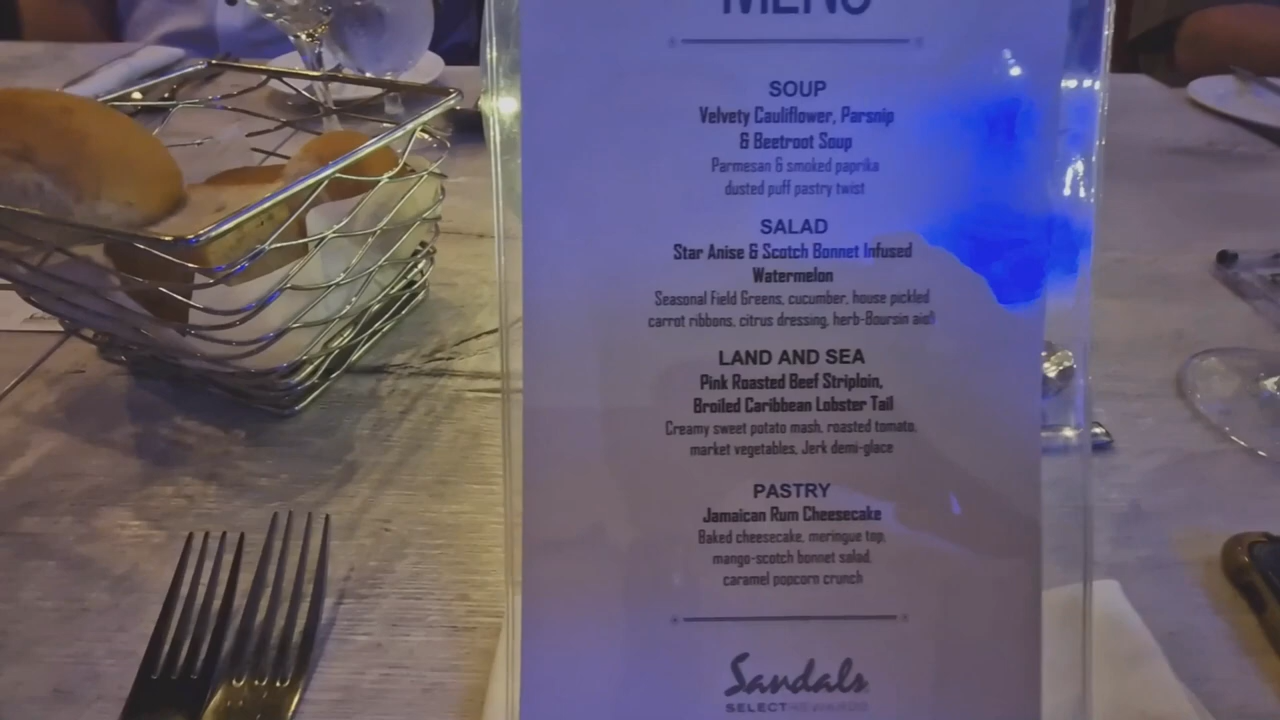 MENU
SOUP
Velvety Cauliflower, Parsnip
& Beetroot Soup
Parmesan & smoked paprika
dusted puff pastry twist
SALAD
Star Anise & Scotch Bonnet Infused
Watermelon
Seasonal Field Greens, cucumber, house pickled
carrot ribbons, citrus dressing, herb-Boursin aioli
LAND AND SEA
Pink Roasted Beef Striploin,
Broiled Caribbean Lobster Tail
Creamy sweet potato mash, roasted tomato,
market vegetables, Jerk demi-glace
PASTRY
Jamaican Rum Cheesecake
Baked cheesecake, meringue top,
mango-scotch bonnet salad,
caramel popcorn crunch
Sandals
SELECT REWARDS